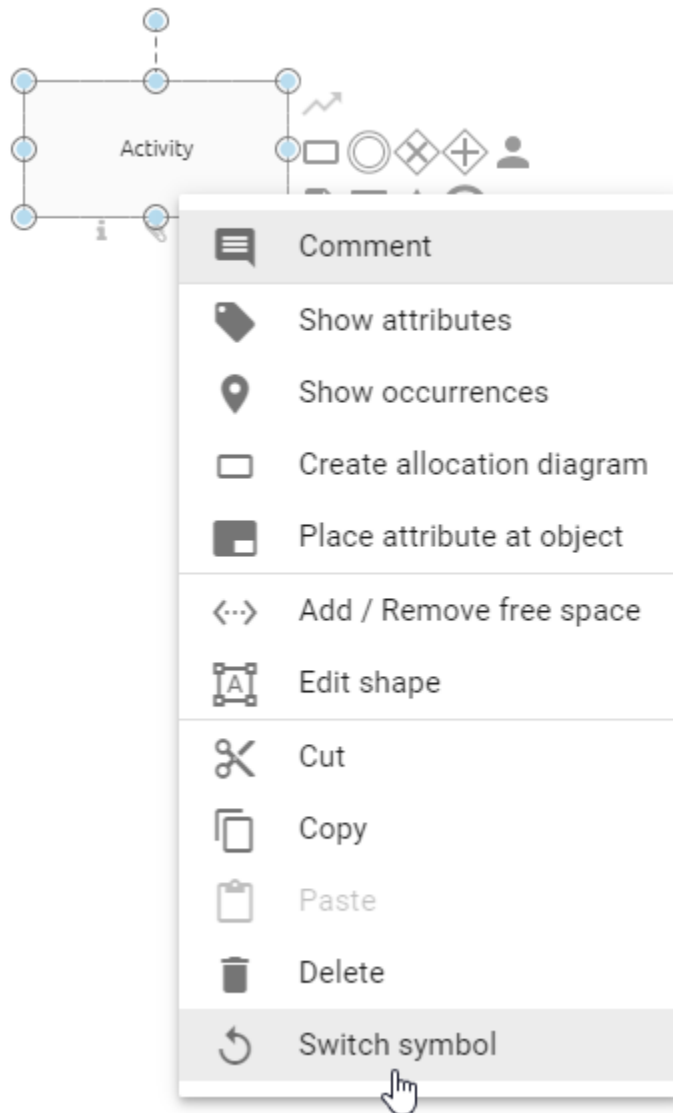 Activity
Comment
Show attributes
Show occurrences
Create allocation diagram
Place attribute at object
Add / Remove free space
Edit shape
Cut
Copy
Paste
Delete
Switch symbol